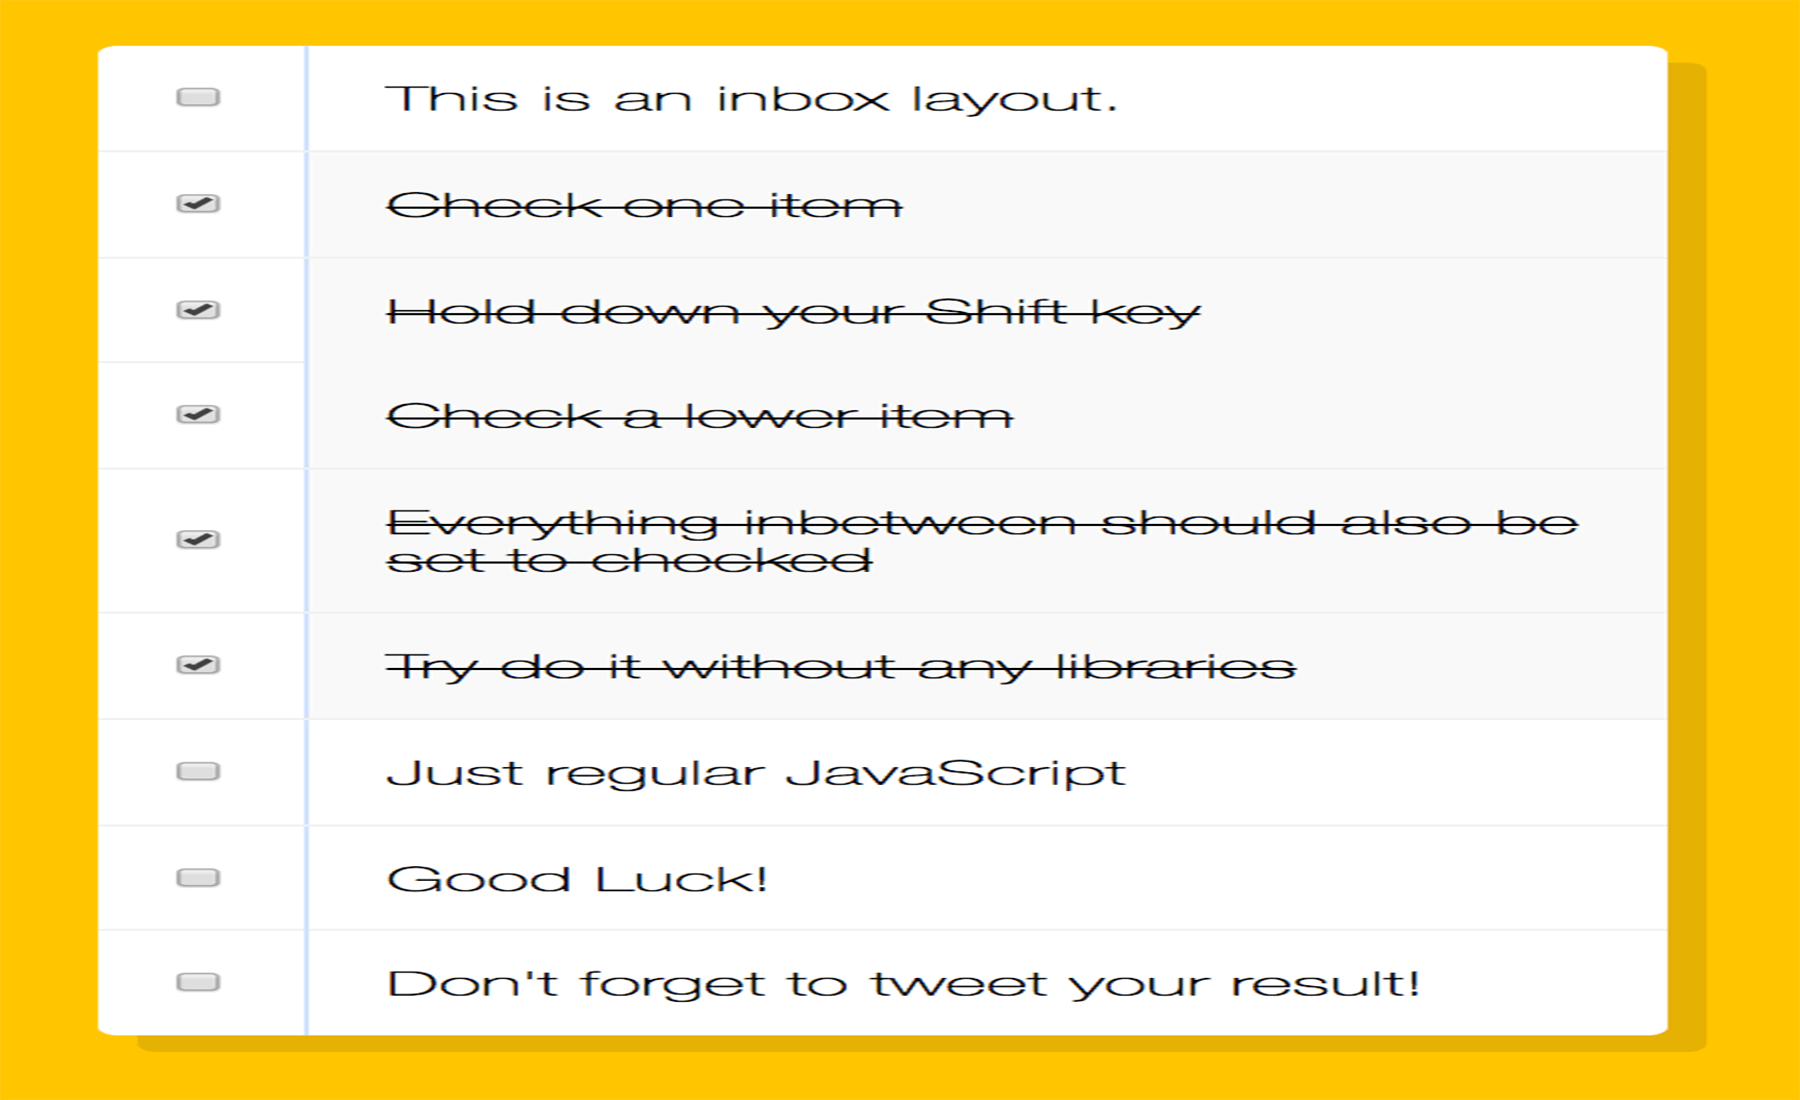 This is an inbox layout.
Check one item
Hold down your Shift key
Check a lower item
Everything inbetween should also be
set to checked
Try do it without any libraries
Just regular JavaScript
Good Luck!
Don't forget to tweet your result!